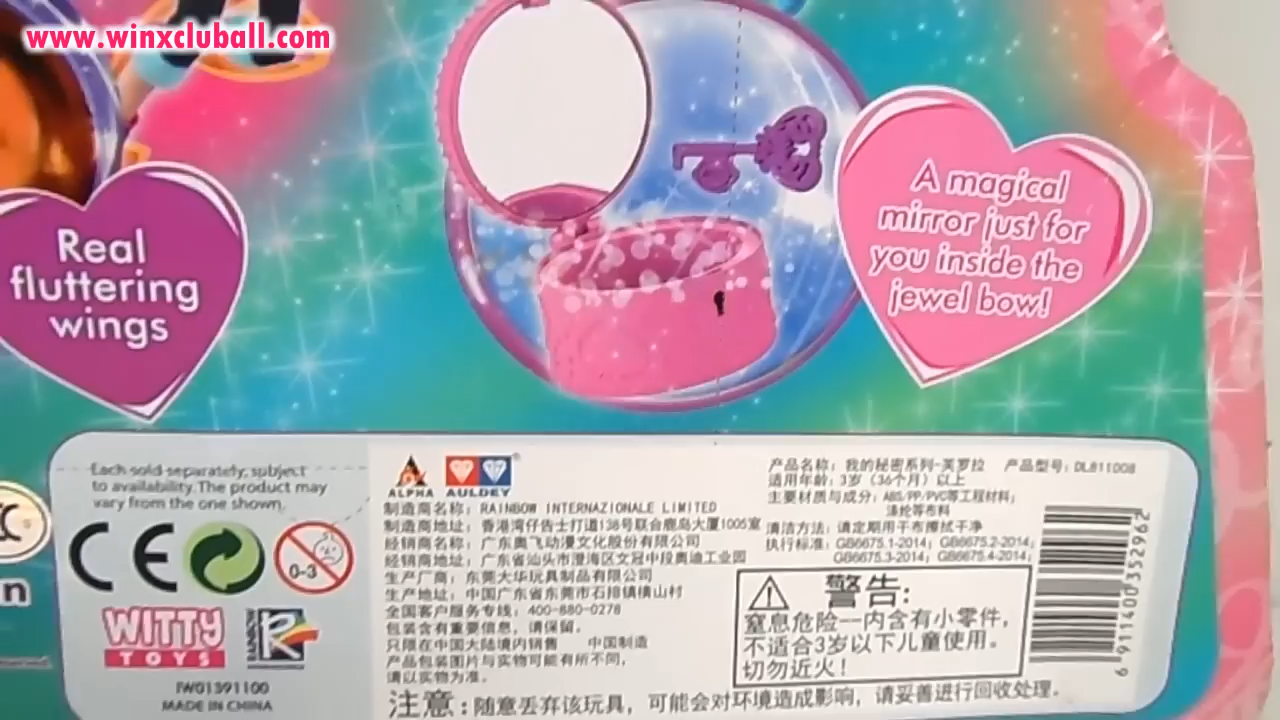 www.winxcluball.com
Real
fluttering
wings
A magical
mirror just for
you inside the
jewel bow!
Each sold separately, subject
to availability. The product may
vary from the one shown.
CE
0-3
WITTY
TOYS
RAINBOW
IW01391100
MADE IN CHINA
ALPHA
AULDEY
制造商名称：RAINBOW INTERNAZIONALE LIMITED
制造商地址：香港湾仔告士打道138号联合鹿岛大厦1005室
经销商名称：广东奥飞动漫文化股份有限公司
经销商地址：广东省汕头市澄海区文冠中段奥迪工业园
生产厂商：东莞大华玩具制品有限公司
生产地址：中国广东省东莞市石排镇横山村
全国客户服务专线：400-880-0278
包装含有重要信息，请保留。
只限在中国大陆境内销售 中国制造
产品包装图片与实物可能有所不同，
请以实物为准。
产品名称：我的秘密系列-芙罗拉 产品型号：DL811008
适用年龄：3岁（36个月）以上
主要材质与成分：ABS/PP/PVC等工程材料；
涤纶等布料
清洁方法：请定期用干布擦拭干净
执行标准：GB6675.1-2014；GB6675.2-2014；
GB6675.3-2014；GB6675.4-2014；
警告：
窒息危险—内含有小零件，
不适合3岁以下儿童使用。
切勿近火！
注意：随意丢弃该玩具，可能会对环境造成影响，请妥善进行回收处理。
6 911400 352962
n